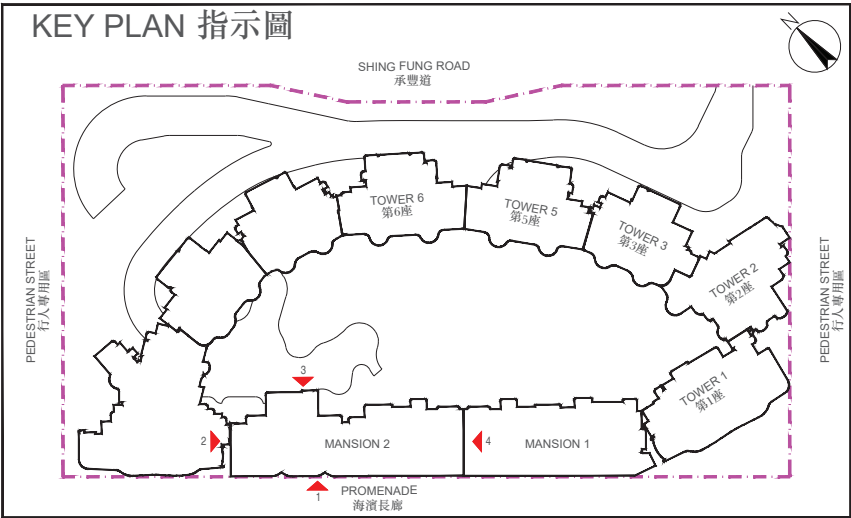 KEY PLAN 指示圖
N
SHING FUNG ROAD
承豐道
TOWER 6
第6座
TOWER 5
第5座
TOWER 3
第3座
TOWER 2
第2座
TOWER 1
第1座
PEDESTRIAN STREET
行人專用區
PEDESTRIAN STREET
行人專用區
3
2
MANSION 2
4
MANSION 1
1
PROMENADE
海濱長廊